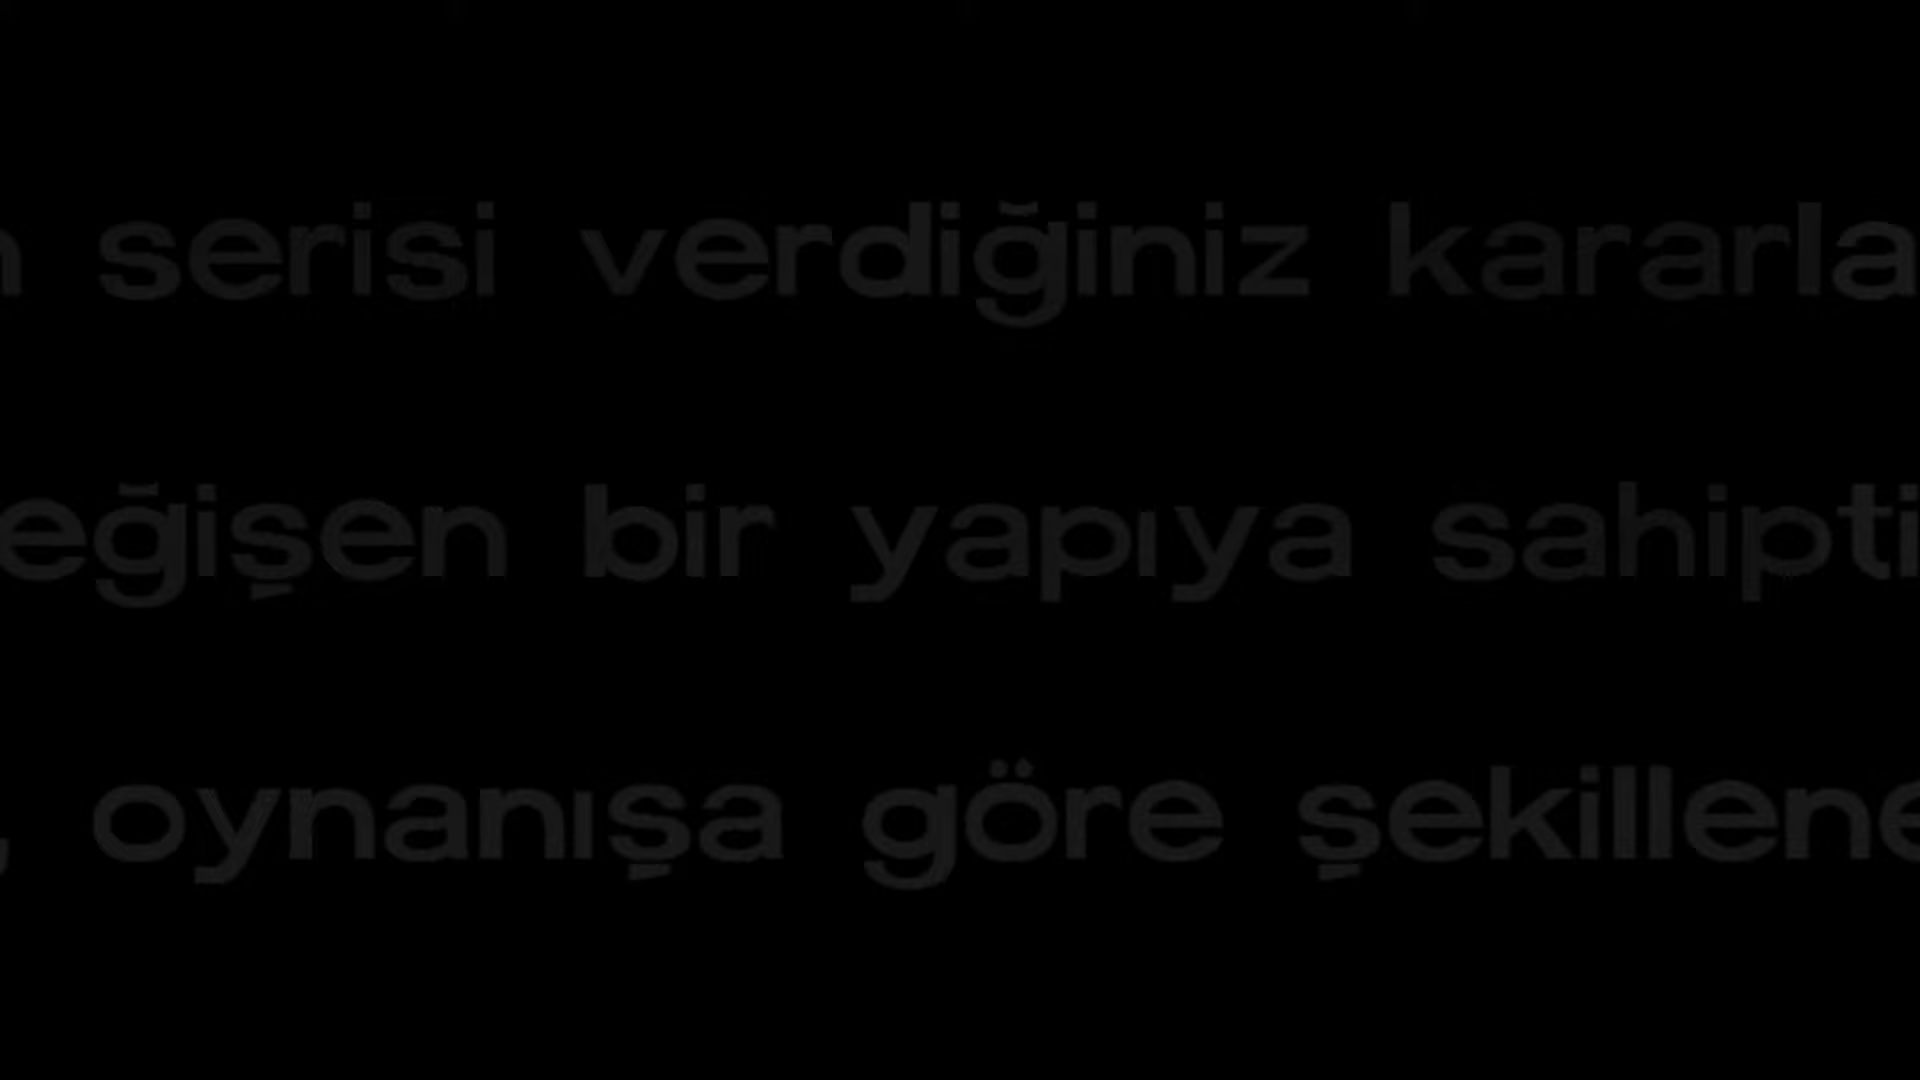 serisi verdiğiniz kararla
eğişen bir yapıya sahipti
, oynanışa göre şekillene